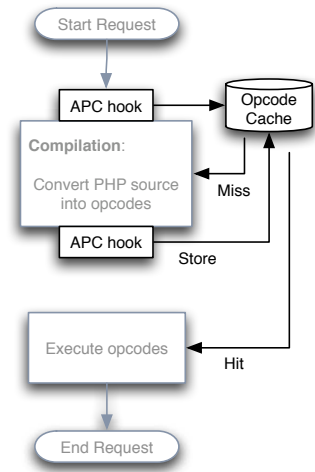 Start Request
APC hook
Opcode
Cache
Compilation:
Convert PHP source
into opcodes
Miss
APC hook
Store
Execute opcodes
Hit
End Request